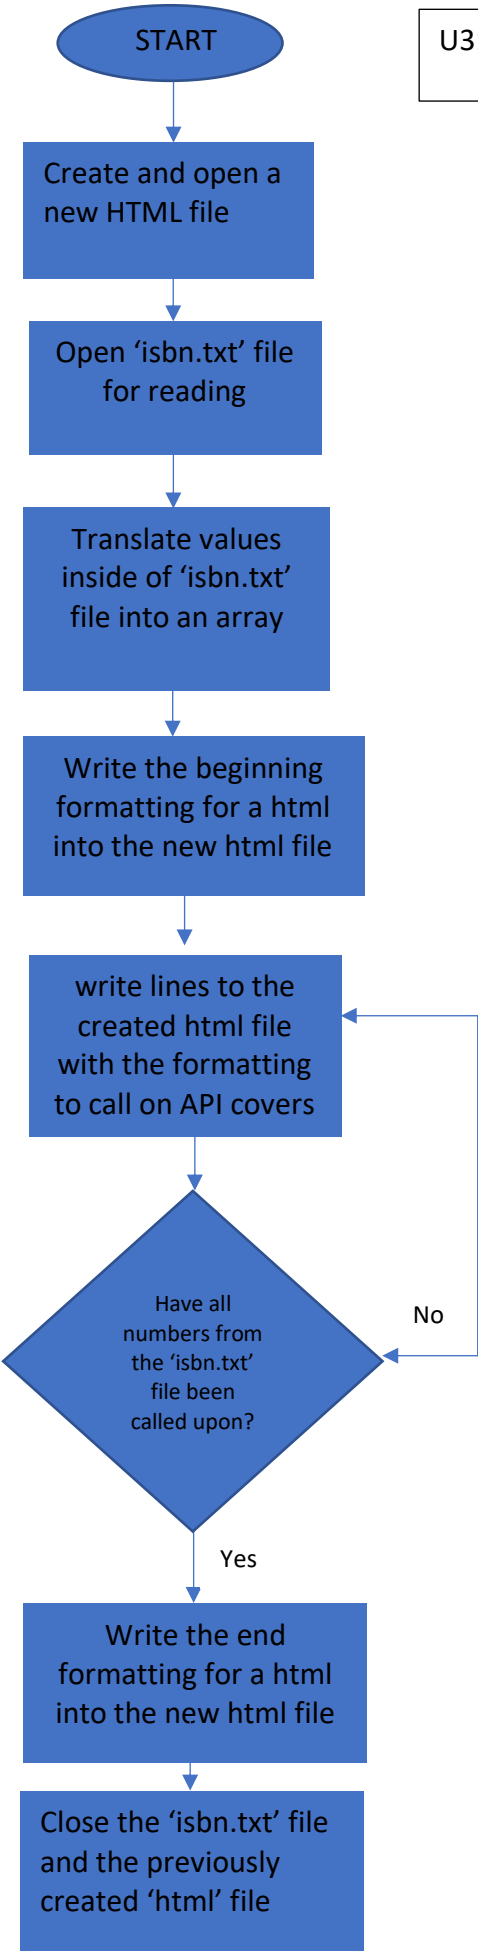 START
U3
Create and open a
new HTML file
Open ‘isbn.txt’ file
for reading
Translate values
inside of ‘isbn.txt’
file into an array
Write the beginning
formatting for a html
into the new html file
write lines to the
created html file
with the formatting
to call on API covers
Have all
numbers from
the ‘isbn.txt’
file been
called upon?
No
Yes
Write the end
formatting for a html
into the new html file
Close the ‘isbn.txt’ file
and the previously
created ‘html’ file